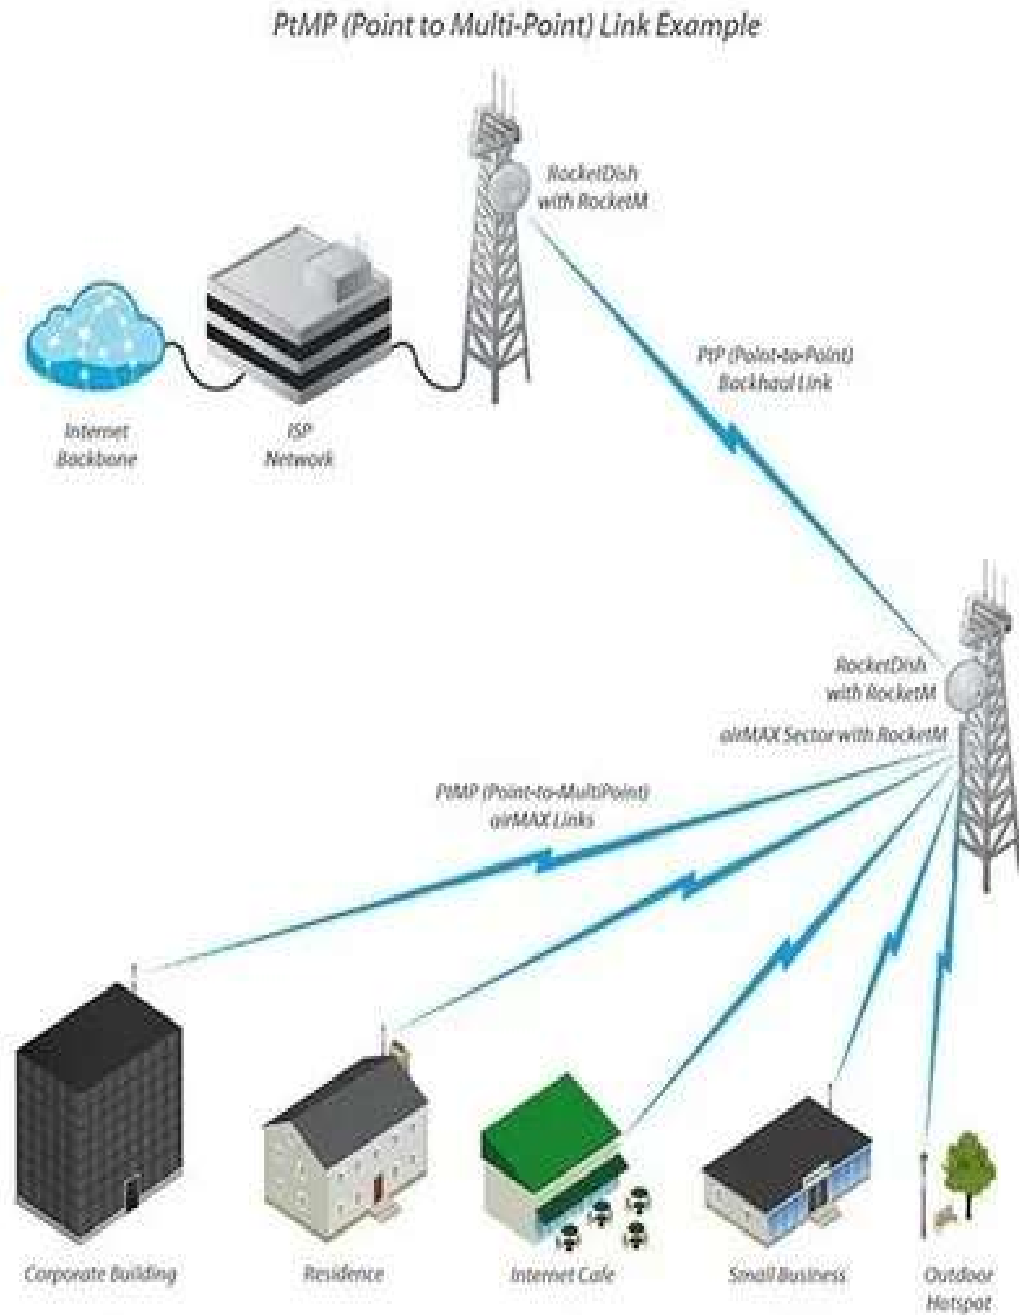 PtMP (Point to Multi-Point) Link Example
RocketDish
with RocketM
PtP (Point-to-Point)
Backhaul Link
Internet
Backbone
ISP
Network
RocketDish
with RocketM
airMAX Sector with RocketM
PtMP (Point-to-MultiPoint)
airMAX Links
Corporate Building
Residence
Internet Cafe
Small Business
Outdoor
Hotspot